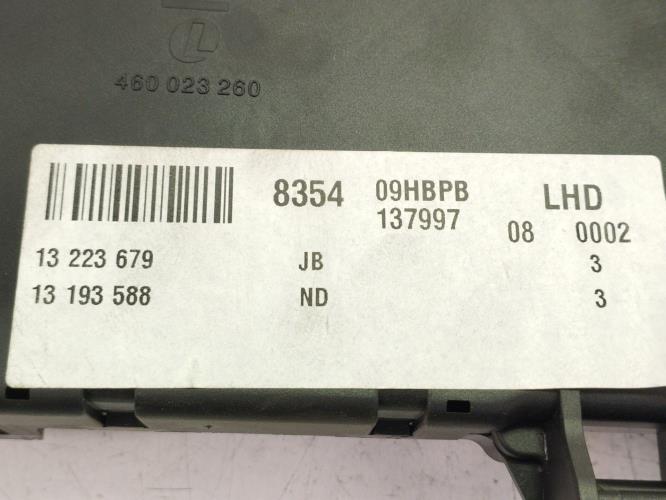 L
460 023 260
8354 09HBPB LHD
137997 08 0002
13 223 679 JB 3
13 193 588 ND 3